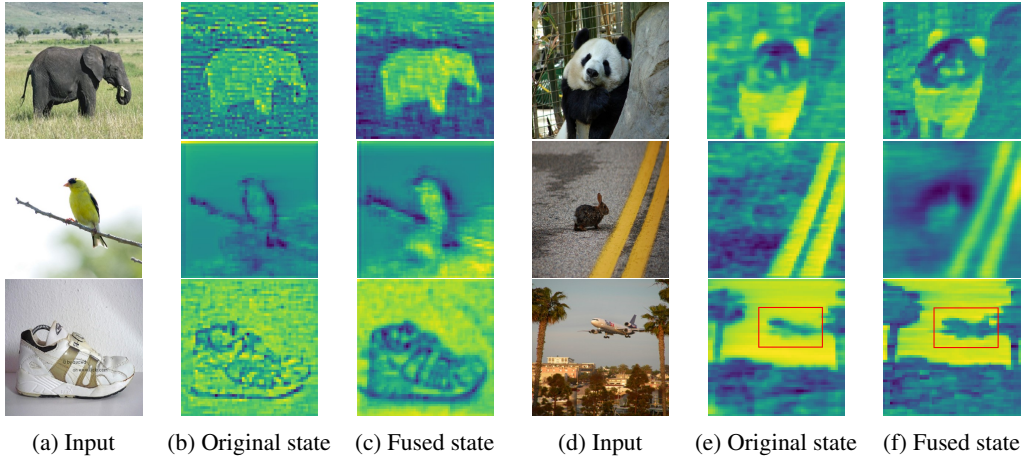 (a) Input
(b) Original state
(c) Fused state
(d) Input
(e) Original state
(f) Fused state